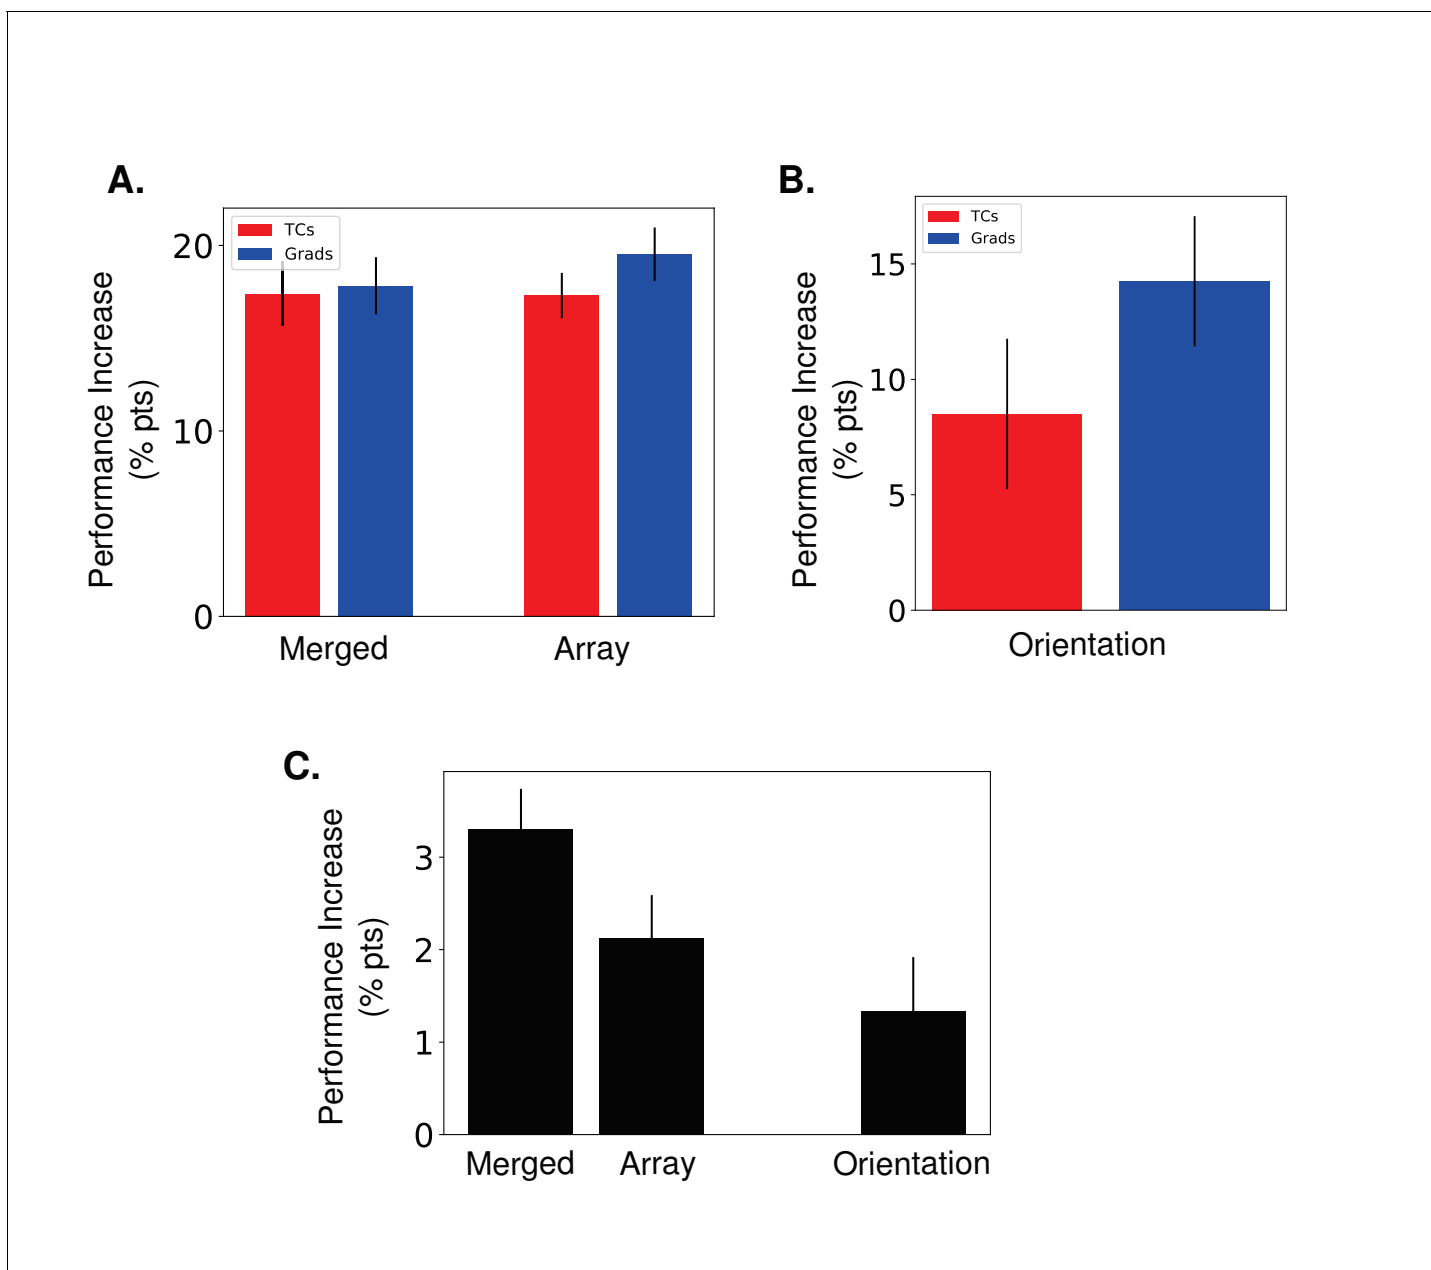 A.
TCs
Grads
20
10
0
Performance Increase
(% pts)
Merged
Array
B.
TCs
Grads
15
10
5
0
Performance Increase
(% pts)
Orientation
C.
3
2
1
0
Performance Increase
(% pts)
Merged
Array
Orientation